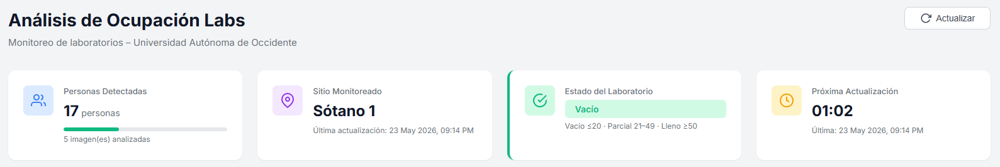 Análisis de Ocupación Labs
Actualizar
Monitoreo de laboratorios – Universidad Autónoma de Occidente
Personas Detectadas
17 personas
5 imagen(es) analizadas
Sitio Monitoreado
Sótano 1
Última actualización: 23 May 2026, 09:14 PM
Estado del Laboratorio
Vacío
Vacío ≤20 · Parcial 21–49 · Lleno ≥50
Próxima Actualización
01:02
Última: 23 May 2026, 09:14 PM